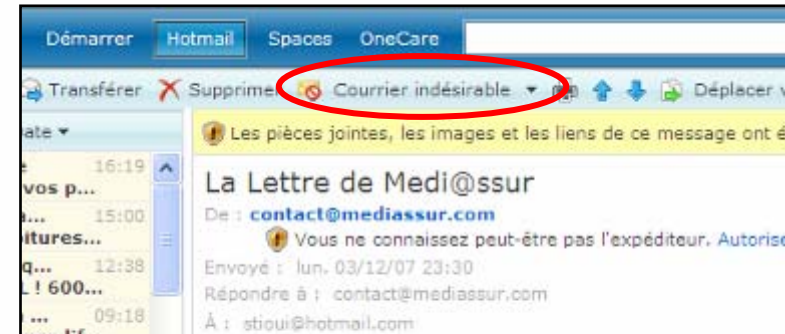 Démarrer Hotmail Spaces OneCare
Transférer Supprimer Courrier indésirable Déplacer
Les pièces jointes, les images et les liens de ce message ont
16:19
vos p...
La Lettre de Medi@ssur
15:00
De : contact@mediassur.com
itures...
Vous ne connaissez peut-être pas l'expéditeur. Autorise
q... 12:38
Envoyé : lun. 03/12/07 23:30
! 600...
Répondre à : contact@mediassur.com
... 09:18
À : stioui@hotmail.com